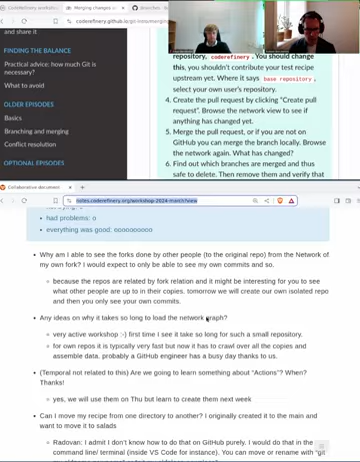 Merging changes
coderefinery.github.io/git-intro/merging
and share it
FINDING THE BALANCE
Practical advice: how much Git is
necessary?
What to avoid
OLDER EPISODES
Basics
Branching and merging
Conflict resolution
OPTIONAL EPISODES
repository, coderefinery. You should change
this, you shouldn't contribute your test recipe
upstream yet. Where it says base repository,
select your own user's repository.
4. Create the pull request by clicking "Create pull
request". Browse the network view to see if
anything has changed yet.
5. Merge the pull request, or if you are not on
GitHub you can merge the branch locally. Browse
the network again. What has changed?
6. Find out which branches are merged and thus
safe to delete. Then remove them and verify that
Collaborative document
had problems: o
everything was good: oooooooooo
Why am I able to see the forks done by other people (to the original repo) from the Network of
my own fork? I would expect to only be able to see my own commits and so.
because the repos are related by fork relation and it might be interesting for you to see
what other people are up to in their copies. tomorrow we will create our own isolated repo
and then you only see your own commits.
Any ideas on why it takes so long to load the network graph?
very active workshop :-) first time I see it take so long for such a small repository.
for own repos it is typically very fast but now it has to crawl over all the copies and
assemble data. probably a GitHub engineer has a busy day thanks to us.
(Temporal not related to this) Are we going to learn something about "Actions"? When?
Thanks!
yes, we will use them on Thu but learn to create them next week
Can I move my recipe from one directory to another? I originally created it to the main and
want to move it to salads
Radovan: I admit I don't know how to do that on GitHub purely. I would do that in the
command line/ terminal (inside VS Code for instance). You can move or rename with "git